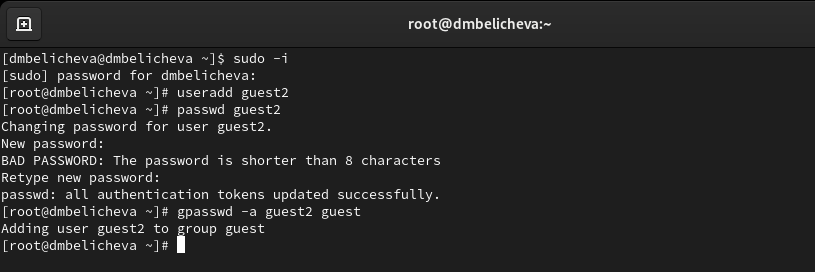 root@dmbelicheva:~
[dmbelicheva@dmbelicheva ~]$ sudo -i
[sudo] password for dmbelicheva:
[root@dmbelicheva ~]# useradd guest2
[root@dmbelicheva ~]# passwd guest2
Changing password for user guest2.
New password:
BAD PASSWORD: The password is shorter than 8 characters
Retype new password:
passwd: all authentication tokens updated successfully.
[root@dmbelicheva ~]# gpasswd -a guest2 guest
Adding user guest2 to group guest
[root@dmbelicheva ~]#